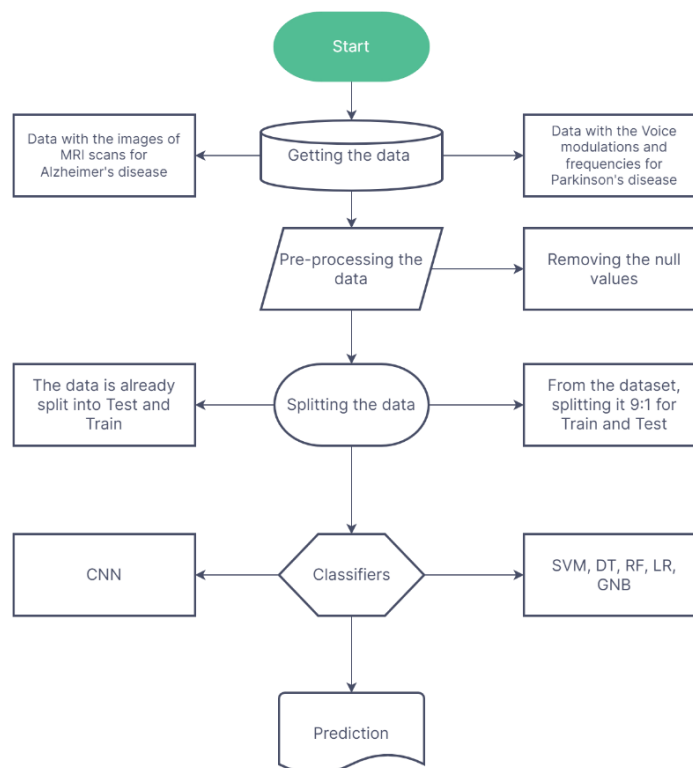 Start
Data with the images of
MRI scans for
Alzheimer's disease
Getting the data
Data with the Voice
modulations and
frequencies for
Parkinson's disease
Pre-processing the
data
Removing the null
values
The data is already
split into Test and
Train
Splitting the data
From the dataset,
splitting it 9:1 for
Train and Test
CNN
Classifiers
SVM, DT, RF, LR,
GNB
Prediction